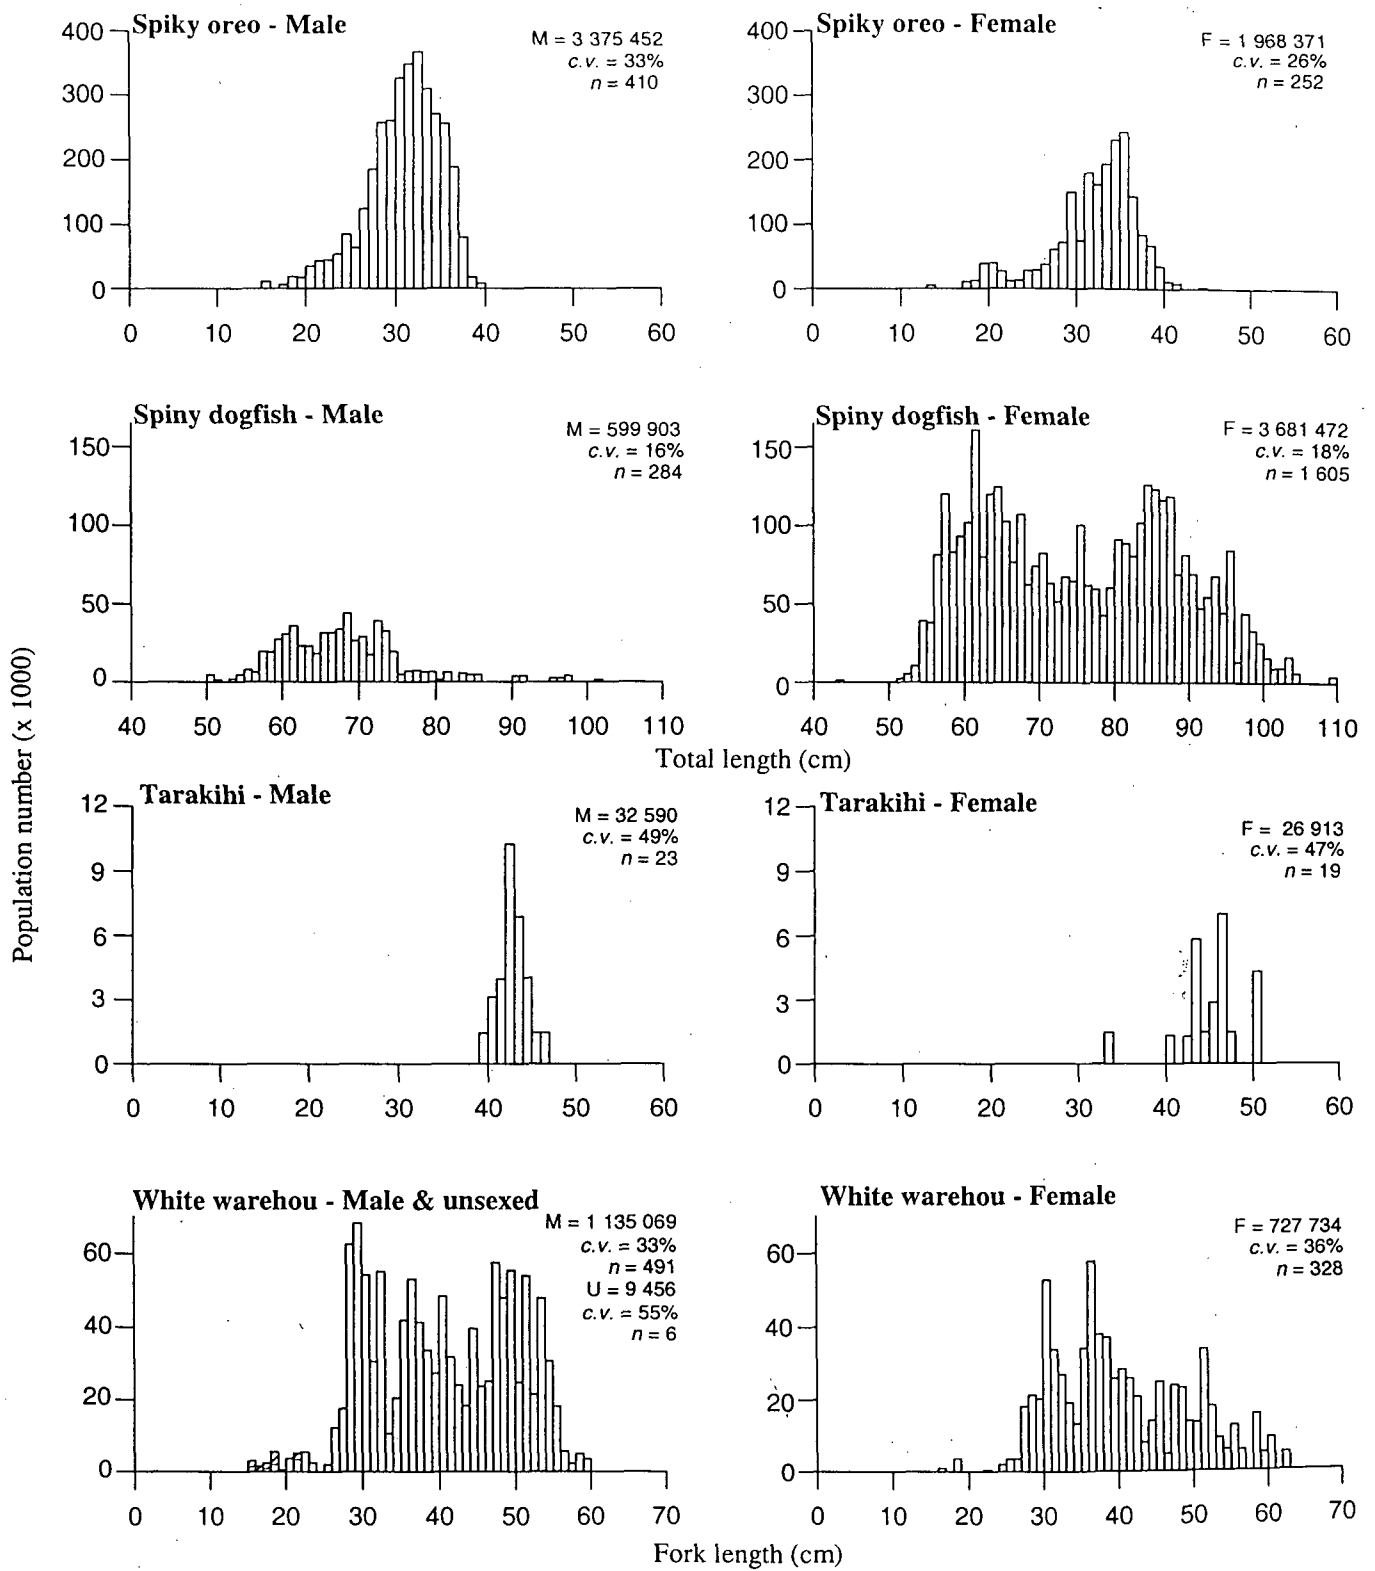 Spiky oreo - Male
M = 3 375 452
c.v. = 33%
n = 410
400
300
200
100
0
0 10 20 30 40 50 60
Spiky oreo - Female
F = 1 968 371
c.v. = 26%
n = 252
400
300
200
100
0
0 10 20 30 40 50 60
Spiny dogfish - Male
M = 599 903
c.v. = 16%
n = 284
150
100
50
0
40 50 60 70 80 90 100 110
Spiny dogfish - Female
F = 3 681 472
c.v. = 18%
n = 1 605
150
100
50
0
40 50 60 70 80 90 100 110
Total length (cm)
Population number (x 1000)
Tarakihi - Male
M = 32 590
c.v. = 49%
n = 23
12
9
6
3
0
0 10 20 30 40 50 60
Tarakihi - Female
F = 26 913
c.v. = 47%
n = 19
12
9
6
3
0
0 10 20 30 40 50 60
White warehou - Male & unsexed
M = 1 135 069
c.v. = 33%
n = 491
U = 9 456
c.v. = 55%
n = 6
60
40
20
0
0 10 20 30 40 50 60 70
White warehou - Female
F = 727 734
c.v. = 36%
n = 328
60
40
20
0
0 10 20 30 40 50 60 70
Fork length (cm)